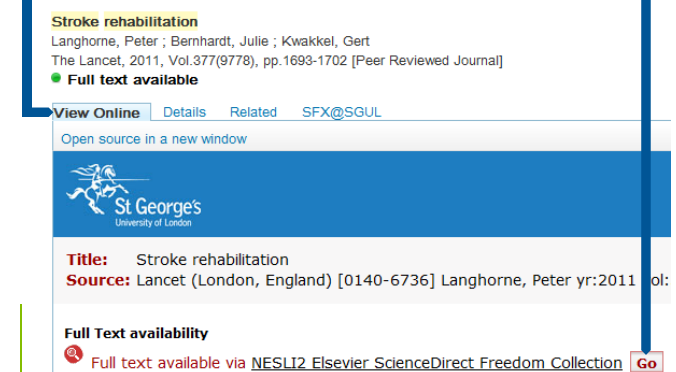 Stroke rehabilitation
Langhorne, Peter ; Bernhardt, Julie ; Kwakkel, Gert
The Lancet, 2011, Vol.377(9778), pp.1693-1702 [Peer Reviewed Journal]
Full text available
View Online Details Related SFX@SGUL
Open source in a new window
St George's
University of London
Title: Stroke rehabilitation
Source: Lancet (London, England) [0140-6736] Langhorne, Peter yr:2011 ol:
Full Text availability
Full text available via NESLI2 Elsevier ScienceDirect Freedom Collection Go